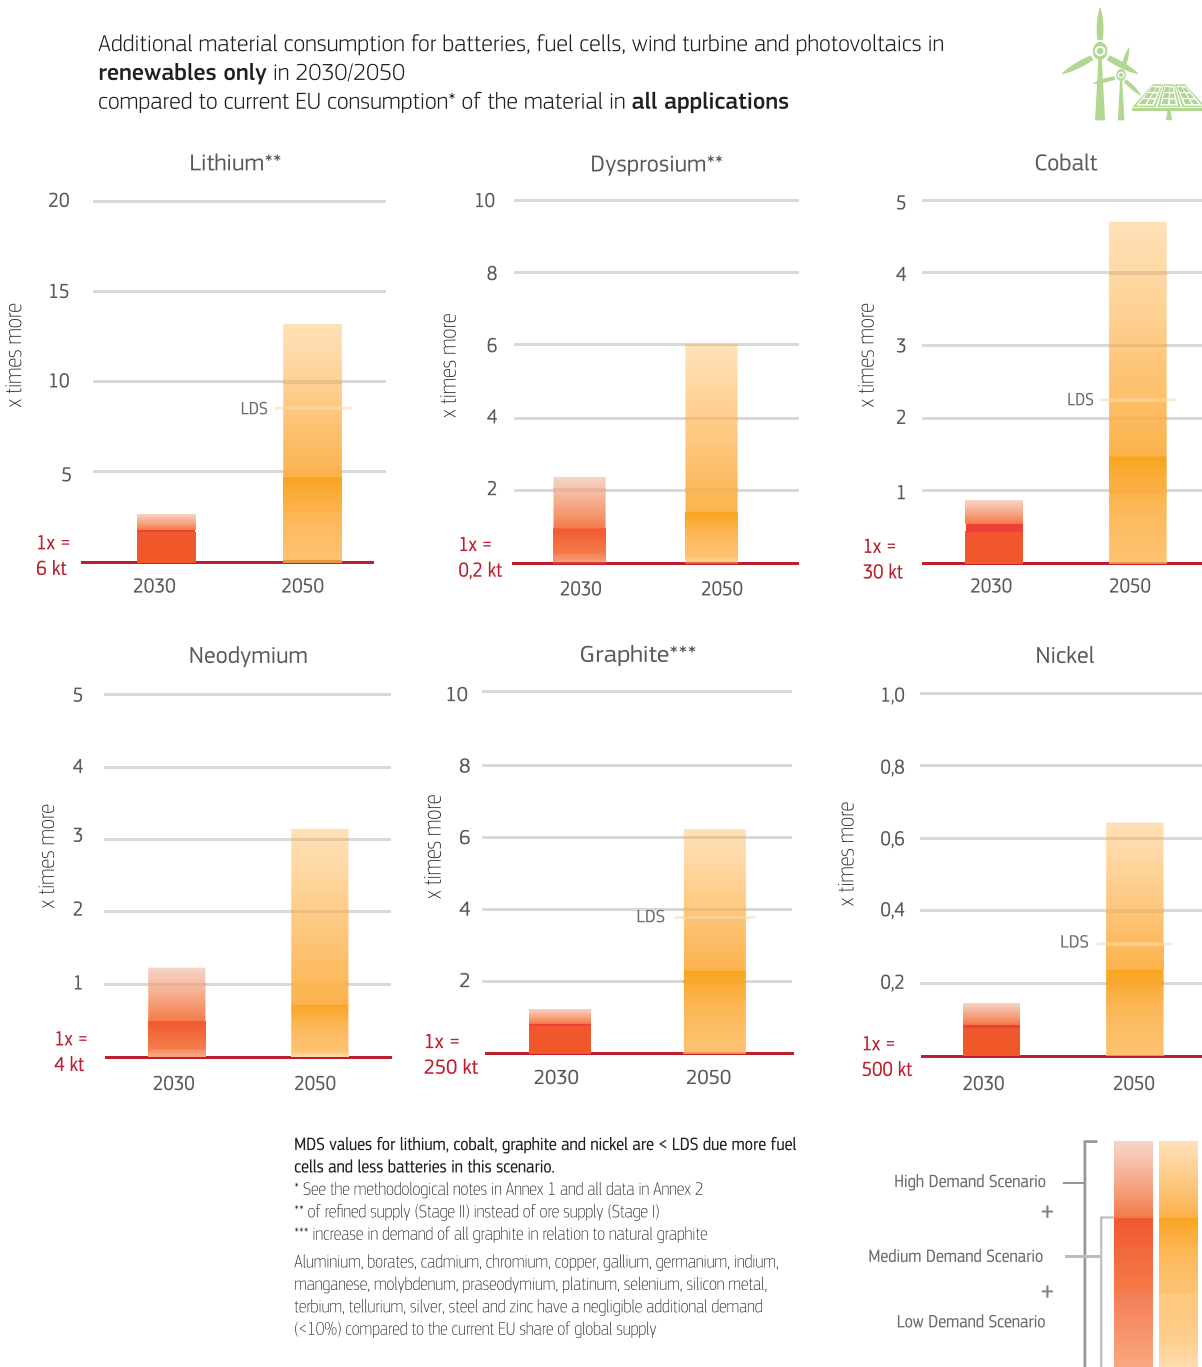 Additional material consumption for batteries, fuel cells, wind turbine and photovoltaics in
renewables only in 2030/2050
compared to current EU consumption* of the material in all applications
Lithium**
20
15
10
5
x times more
LDS
1x =
6 kt
2030
2050
Dysprosium**
10
8
6
4
2
x times more
1x =
0,2 kt
2030
2050
Cobalt
5
4
3
2
1
x times more
LDS
1x =
30 kt
2030
2050
Neodymium
5
4
3
2
1
x times more
1x =
4 kt
2030
2050
Graphite***
10
8
6
4
2
x times more
LDS
1x =
250 kt
2030
2050
Nickel
1,0
0,8
0,6
0,4
0,2
x times more
LDS
1x =
500 kt
2030
2050
MDS values for lithium, cobalt, graphite and nickel are < LDS due more fuel
cells and less batteries in this scenario.
* See the methodological notes in Annex 1 and all data in Annex 2
** of refined supply (Stage II) instead of ore supply (Stage I)
*** increase in demand of all graphite in relation to natural graphite
Aluminium, borates, cadmium, chromium, copper, gallium, germanium, indium,
manganese, molybdenum, praseodymium, platinum, selenium, silicon metal,
terbium, tellurium, silver, steel and zinc have a negligible additional demand
(<10%) compared to the current EU share of global supply
High Demand Scenario
+
Medium Demand Scenario
+
Low Demand Scenario